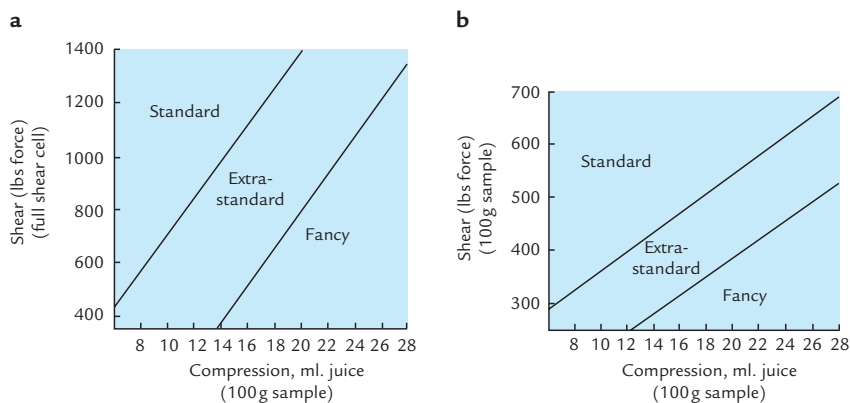 a
Shear (lbs force)
(full shear cell)
1400
1200
1000
800
600
400
Standard
Extra-
standard
Fancy
8 10 12 14 16 18 20 22 24 26 28
Compression, ml. juice
(100g sample)
b
Shear (lbs force)
(100g sample)
700
600
500
400
300
Standard
Extra-
standard
Fancy
8 10 12 14 16 18 20 22 24 26 28
Compression, ml. juice
(100g sample)